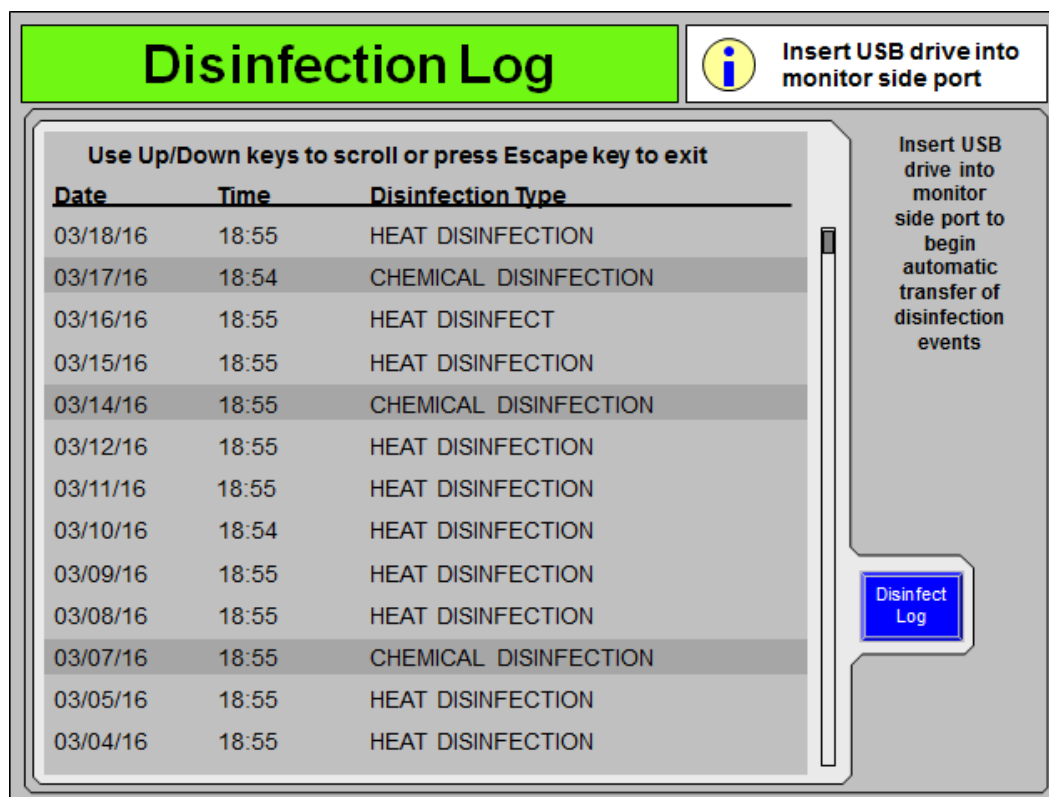 Disinfection Log
i
Insert USB drive into
monitor side port
Use Up/Down keys to scroll or press Escape key to exit
Date Time Disinfection Type
03/18/16 18:55 HEAT DISINFECTION
03/17/16 18:54 CHEMICAL DISINFECTION
03/16/16 18:55 HEAT DISINFECT
03/15/16 18:55 HEAT DISINFECTION
03/14/16 18:55 CHEMICAL DISINFECTION
03/12/16 18:55 HEAT DISINFECTION
03/11/16 18:55 HEAT DISINFECTION
03/10/16 18:54 HEAT DISINFECTION
03/09/16 18:55 HEAT DISINFECTION
03/08/16 18:55 HEAT DISINFECTION
03/07/16 18:55 CHEMICAL DISINFECTION
03/05/16 18:55 HEAT DISINFECTION
03/04/16 18:55 HEAT DISINFECTION
Insert USB
drive into
monitor
side port to
begin
automatic
transfer of
disinfection
events
Disinfect
Log